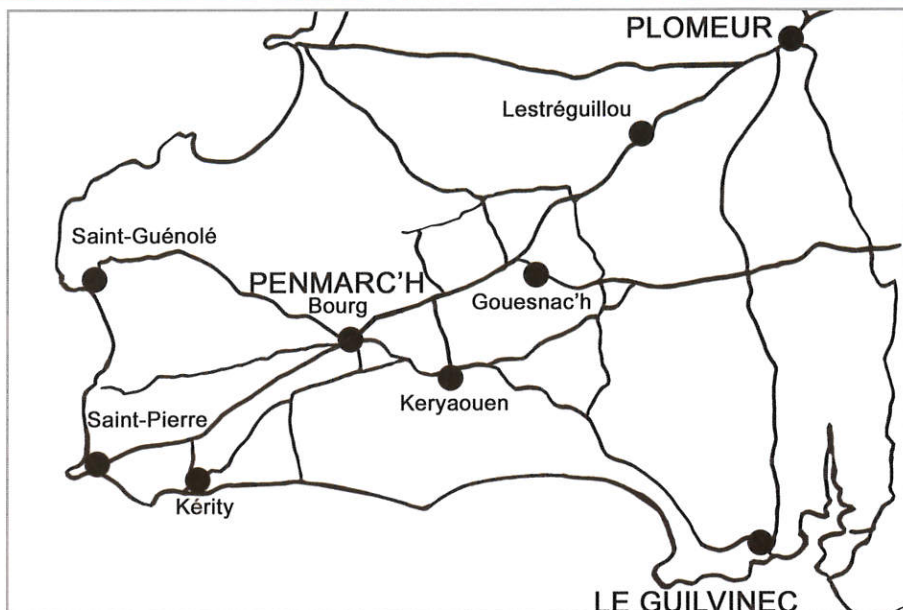 PLOMEUR
Lestréguillou
Saint-Guénolé
PENMARC'H
Bourg
Gouesnac'h
Keryaouen
Saint-Pierre
Kérity
LE GUILVINEC